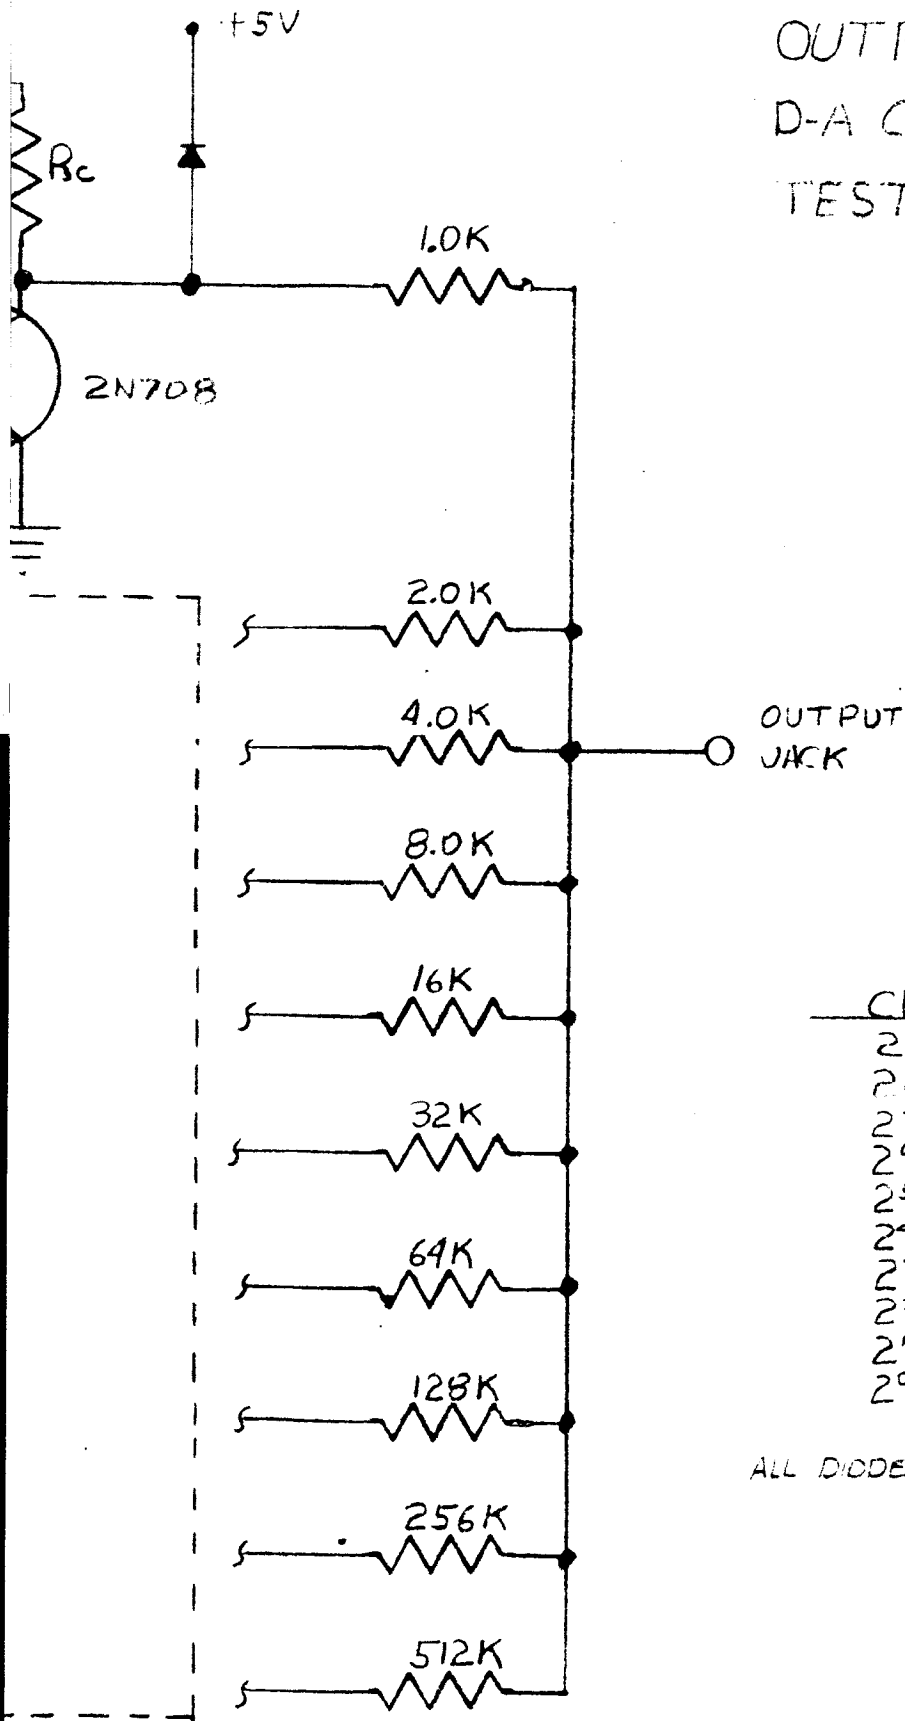 +5V
OUTP
D-A C
TEST
Rc
1.0K
2N708
2.0K
4.0K
OUTPUT
JACK
8.0K
16K
32K
64K
128K
256K
512K
ALL DIODE